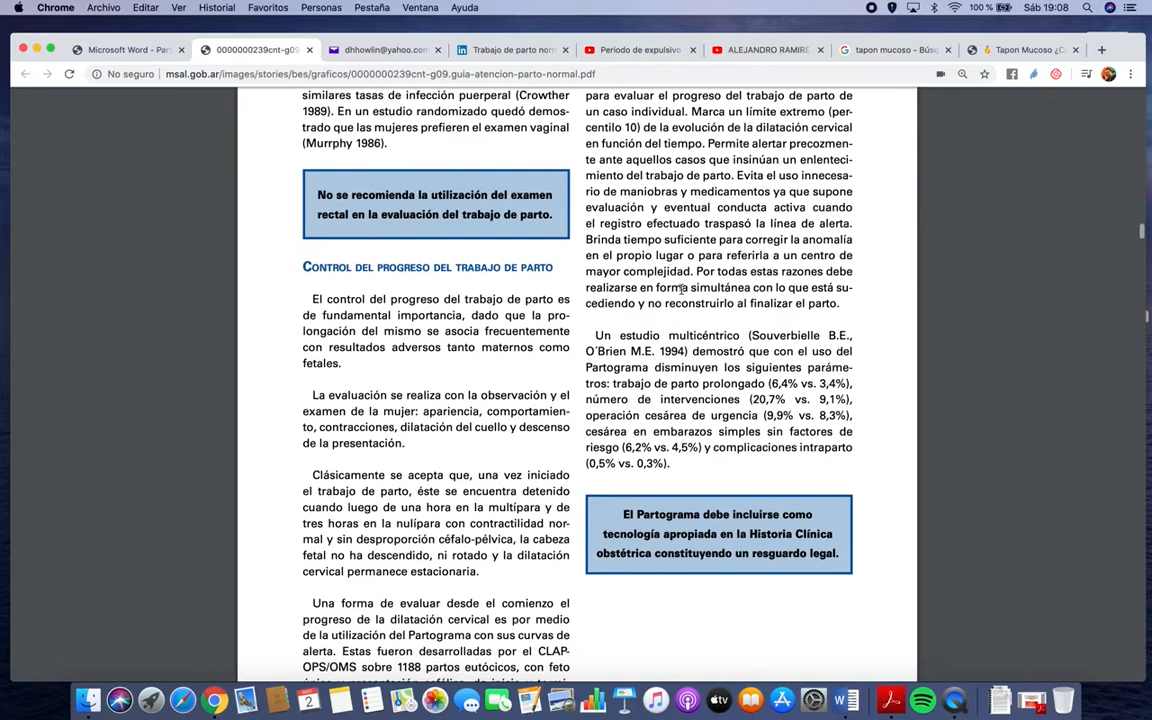 Chrome Archivo Editar Ver Historial Favoritos Personas Pestaña Ventana Ayuda 100 % Sáb 19:08
Microsoft Word - Par
0000000239cnt-g09
dhhowlin@yahoo.com
Trabajo de parto nor
Periodo de expulsivo
ALEJANDRO RAMIRE
tapon mucoso - Búsq
Tapon Mucoso ¿C
No seguro msal.gob.ar/images/stories/bes/graficos/0000000239cnt-g09.guia-atencion-parto-normal.pdf
similares tasas de infección puerperal (Crowther
1989). En un estudio randomizado quedó demos-
trado que las mujeres prefieren el examen vaginal
(Murrphy 1986).
No se recomienda la utilización del examen
rectal en la evaluación del trabajo de parto.
CONTROL DEL PROGRESO DEL TRABAJO DE PARTO
El control del progreso del trabajo de parto es
de fundamental importancia, dado que la pro-
longación del mismo se asocia frecuentemente
con resultados adversos tanto maternos como
fetales.
La evaluación se realiza con la observación y el
examen de la mujer: apariencia, comportamien-
to, contracciones, dilatación del cuello y descenso
de la presentación.
Clásicamente se acepta que, una vez iniciado
el trabajo de parto, éste se encuentra detenido
cuando luego de una hora en la multípara y de
tres horas en la nulípara con contractilidad nor-
mal y sin desproporción céfalo-pélvica, la cabeza
fetal no ha descendido, ni rotado y la dilatación
cervical permanece estacionaria.
Una forma de evaluar desde el comienzo el
progreso de la dilatación cervical es por medio
de la utilización del Partograma con sus curvas de
alerta. Estas fueron desarrolladas por el CLAP-
OPS/OMS sobre 1188 partos eutócicos, con feto
para evaluar el progreso del trabajo de parto de
un caso individual. Marca un límite extremo (per-
centilo 10) de la evolución de la dilatación cervical
en función del tiempo. Permite alertar precozmen-
te ante aquellos casos que insinúan un enlenteci-
miento del trabajo de parto. Evita el uso innecesa-
rio de maniobras y medicamentos ya que supone
evaluación y eventual conducta activa cuando
el registro efectuado traspasó la línea de alerta.
Brinda tiempo suficiente para corregir la anomalía
en el propio lugar o para referirla a un centro de
mayor complejidad. Por todas estas razones debe
realizarse en forma simultánea con lo que está su-
cediendo y no reconstruirlo al finalizar el parto.
Un estudio multicéntrico (Souverbielle B.E.,
O´Brien M.E. 1994) demostró que con el uso del
Partograma disminuyen los siguientes paráme-
tros: trabajo de parto prolongado (6,4% vs. 3,4%),
número de intervenciones (20,7% vs. 9,1%),
operación cesárea de urgencia (9,9% vs. 8,3%),
cesárea en embarazos simples sin factores de
riesgo (6,2% vs. 4,5%) y complicaciones intraparto
(0,5% vs. 0,3%).
El Partograma debe incluirse como
tecnología apropiada en la Historia Clínica
obstétrica constituyendo un resguardo legal.